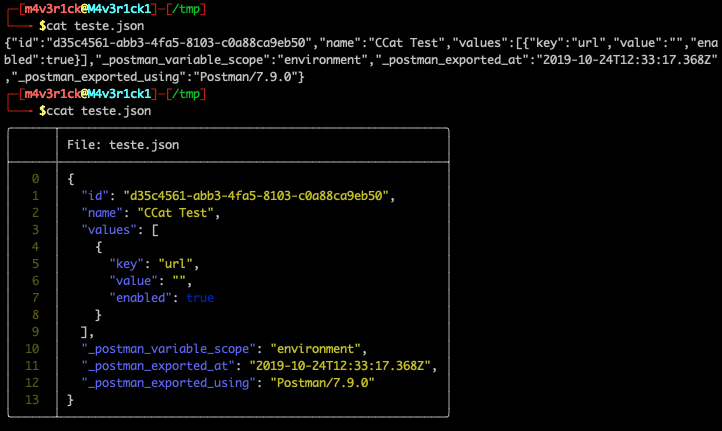 [m4v3r1ck@M4v3r1ck1]-[/tmp]
$cat teste.json
{"id":"d35c4561-abb3-4fa5-8103-c0a88ca9eb50","name":"CCat Test","values":[{"key":"url","value":"","ena
bled":true}],"_postman_variable_scope":"environment","_postman_exported_at":"2019-10-24T12:33:17.368Z"
,"_postman_exported_using":"Postman/7.9.0"}
[m4v3r1ck@M4v3r1ck1]-[/tmp]
$ccat teste.json
File: teste.json
0 {
1 "id": "d35c4561-abb3-4fa5-8103-c0a88ca9eb50",
2 "name": "CCat Test",
3 "values": [
4 {
5 "key": "url",
6 "value": "",
7 "enabled": true
8 }
9 ],
10 "_postman_variable_scope": "environment",
11 "_postman_exported_at": "2019-10-24T12:33:17.368Z",
12 "_postman_exported_using": "Postman/7.9.0"
13 }